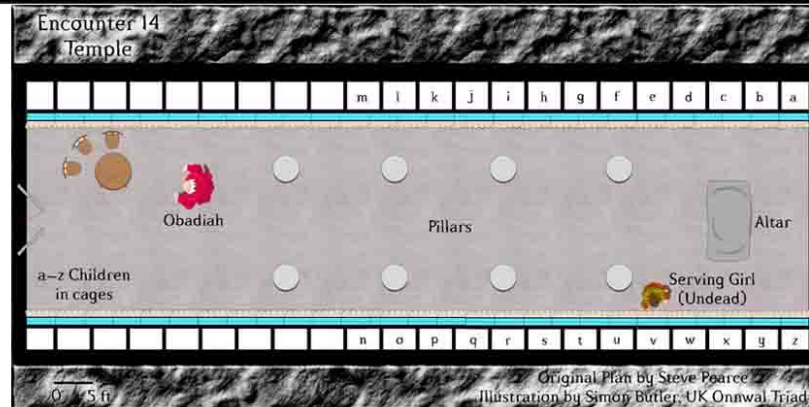 Encounter 14
Temple
m l k j i h g f e d c b a
Obadiah
Pillars
Altar
a-z Children
in cages
Serving Girl
(Undead)
n o p q r s t u v w x y z
0 5 ft
Original Plan by Steve Pearce
Illustration by Simon Butler, UK Onnwal Triad